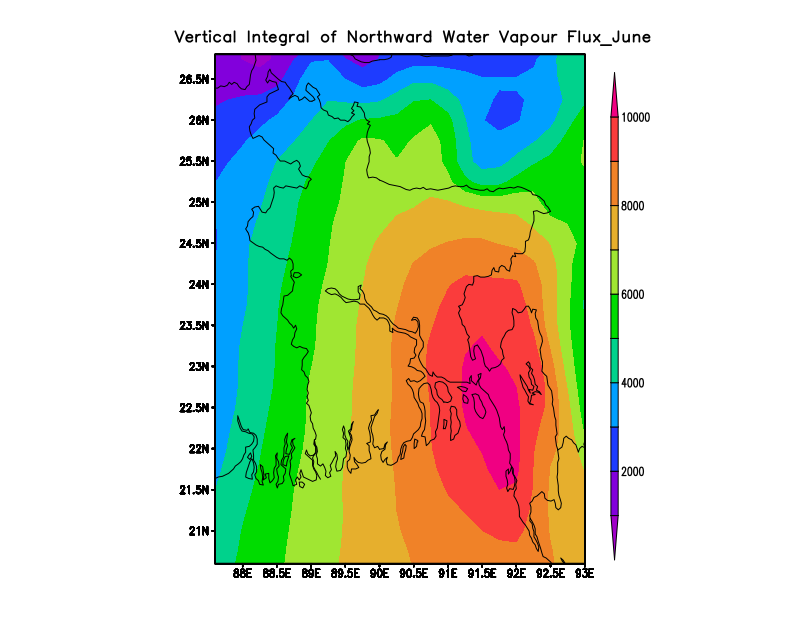 Vertical Integral of Northward Water Vapour Flux_June
26.5N
26N
25.5N
25N
24.5N
24N
23.5N
23N
22.5N
22N
21.5N
21N
88E 88.5E 89E 89.5E 90E 90.5E 91E 91.5E 92E 92.5E 93E
10000
8000
6000
4000
2000